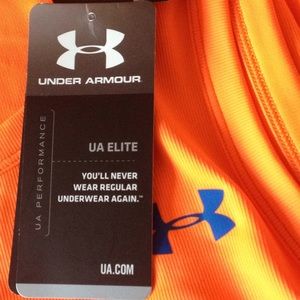 UNDER ARMOUR
UA PERFORMANCE
UA ELITE
YOU'LL NEVER
WEAR REGULAR
UNDERWEAR AGAIN.™
UA.COM